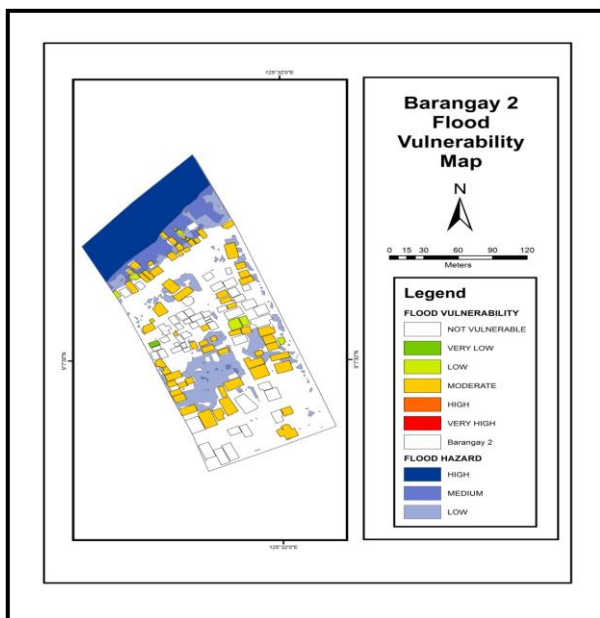 125°32'0"E
Barangay 2
Flood
Vulnerability
Map
N
0 15 30 60 90 120
Meters
Legend
FLOOD VULNERABILITY
NOT VULNERABLE
VERY LOW
LOW
MODERATE
HIGH
VERY HIGH
Barangay 2
FLOOD HAZARD
HIGH
MEDIUM
LOW
125°32'0"E